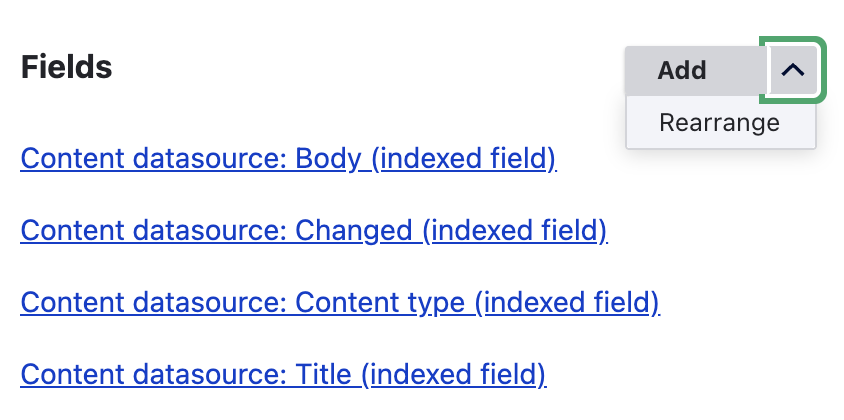 Fields
Add
Rearrange
Content datasource: Body (indexed field)
Content datasource: Changed (indexed field)
Content datasource: Content type (indexed field)
Content datasource: Title (indexed field)